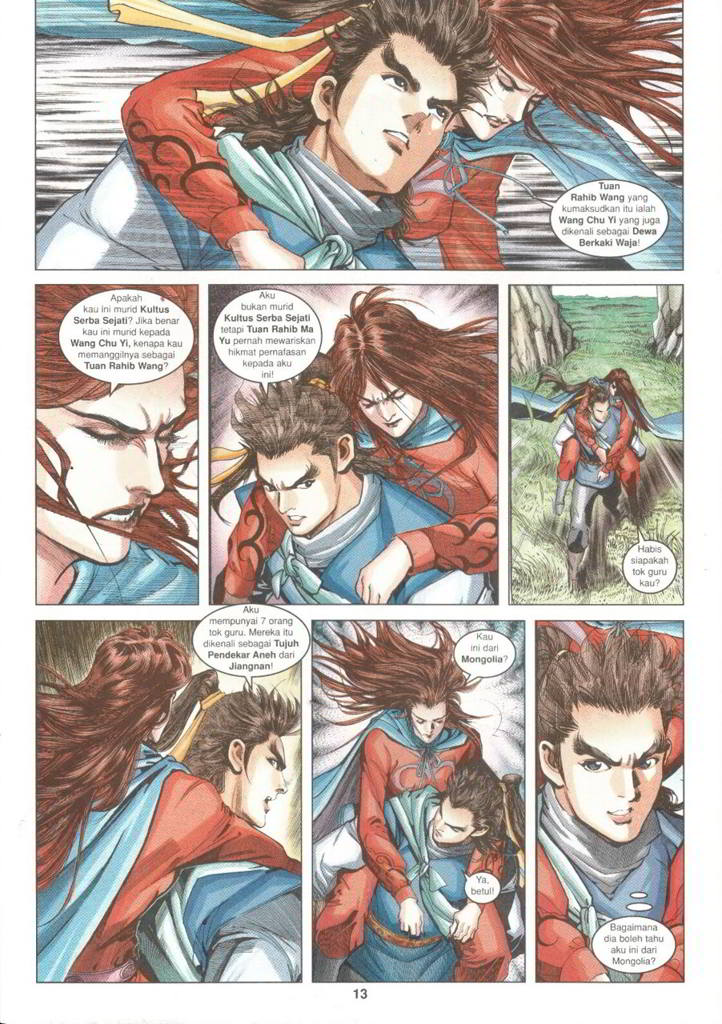 Tuan
Rahib Wang yang
kumaksudkan itu ialah
Wang Chu Yi yang juga
dikenali sebagai Dewa
Berkaki Waja!
Apakah
kau ini murid Kultus
Serba Sejati? Jika benar
kau ini murid kepada
Wang Chu Yi, kenapa kau
memanggilnya sebagai
Tuan Rahib Wang?
Aku
bukan murid
Kultus Serba Sejati
tetapi Tuan Rahib Ma
Yu pernah mewariskan
hikmat pernafasan
kepada aku
ini!
Habis
siapakah
tok guru
kau?
Aku
mempunyai 7 orang
tok guru. Mereka itu
dikenali sebagai Tujuh
Pendekar Aneh dari
Jiangnan!
Kau
ini dari
Mongolia?
Ya,
betul!
Bagaimana
dia boleh tahu
aku ini dari
Mongolia?
13